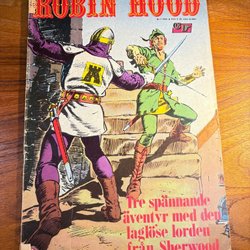 ROBIN HOOD
Tre spännande
äventyr med den
laglöse lorden
från Sherwood